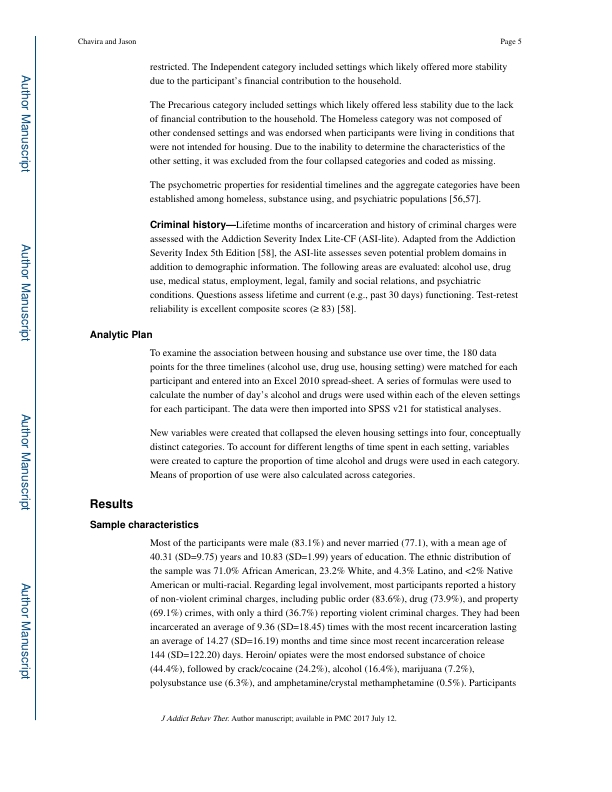 Chavira and Jason
Page 5
restricted. The Independent category included settings which likely offered more stability
due to the participant's financial contribution to the household.
The Precarious category included settings which likely offered less stability due to the lack
of financial contribution to the household. The Homeless category was not composed of
other condensed settings and was endorsed when participants were living in conditions that
were not intended for housing. Due to the inability to determine the characteristics of the
other setting, it was excluded from the four collapsed categories and coded as missing.
The psychometric properties for residential timelines and the aggregate categories have been
established among homeless, substance using, and psychiatric populations [56,57].
Criminal history—Lifetime months of incarceration and history of criminal charges were
assessed with the Addiction Severity Index Lite-CF (ASI-lite). Adapted from the Addiction
Severity Index 5th Edition [58], the ASI-lite assesses seven potential problem domains in
addition to demographic information. The following areas are evaluated: alcohol use, drug
use, medical status, employment, legal, family and social relations, and psychiatric
conditions. Questions assess lifetime and current (e.g., past 30 days) functioning. Test-retest
reliability is excellent composite scores (≥ 83) [58].
Analytic Plan
To examine the association between housing and substance use over time, the 180 data
points for the three timelines (alcohol use, drug use, housing setting) were matched for each
participant and entered into an Excel 2010 spread-sheet. A series of formulas were used to
calculate the number of day's alcohol and drugs were used within each of the eleven settings
for each participant. The data were then imported into SPSS v21 for statistical analyses.
New variables were created that collapsed the eleven housing settings into four, conceptually
distinct categories. To account for different lengths of time spent in each setting, variables
were created to capture the proportion of time alcohol and drugs were used in each category.
Means of proportion of use were also calculated across categories.
Results
Sample characteristics
Most of the participants were male (83.1%) and never married (77.1), with a mean age of
40.31 (SD=9.75) years and 10.83 (SD=1.99) years of education. The ethnic distribution of
the sample was 71.0% African American, 23.2% White, and 4.3% Latino, and <2% Native
American or multi-racial. Regarding legal involvement, most participants reported a history
of non-violent criminal charges, including public order (83.6%), drug (73.9%), and property
(69.1%) crimes, with only a third (36.7%) reporting violent criminal charges. They had been
incarcerated an average of 9.36 (SD=18.45) times with the most recent incarceration lasting
an average of 14.27 (SD=16.19) months and time since most recent incarceration release
144 (SD=122.20) days. Heroin/ opiates were the most endorsed substance of choice
(44.4%), followed by crack/cocaine (24.2%), alcohol (16.4%), marijuana (7.2%),
polysubstance use (6.3%), and amphetamine/crystal methamphetamine (0.5%). Participants
J Addict Behav Ther. Author manuscript; available in PMC 2017 July 12.
Author Manuscript
Author Manuscript
Author Manuscript
Author Manuscript